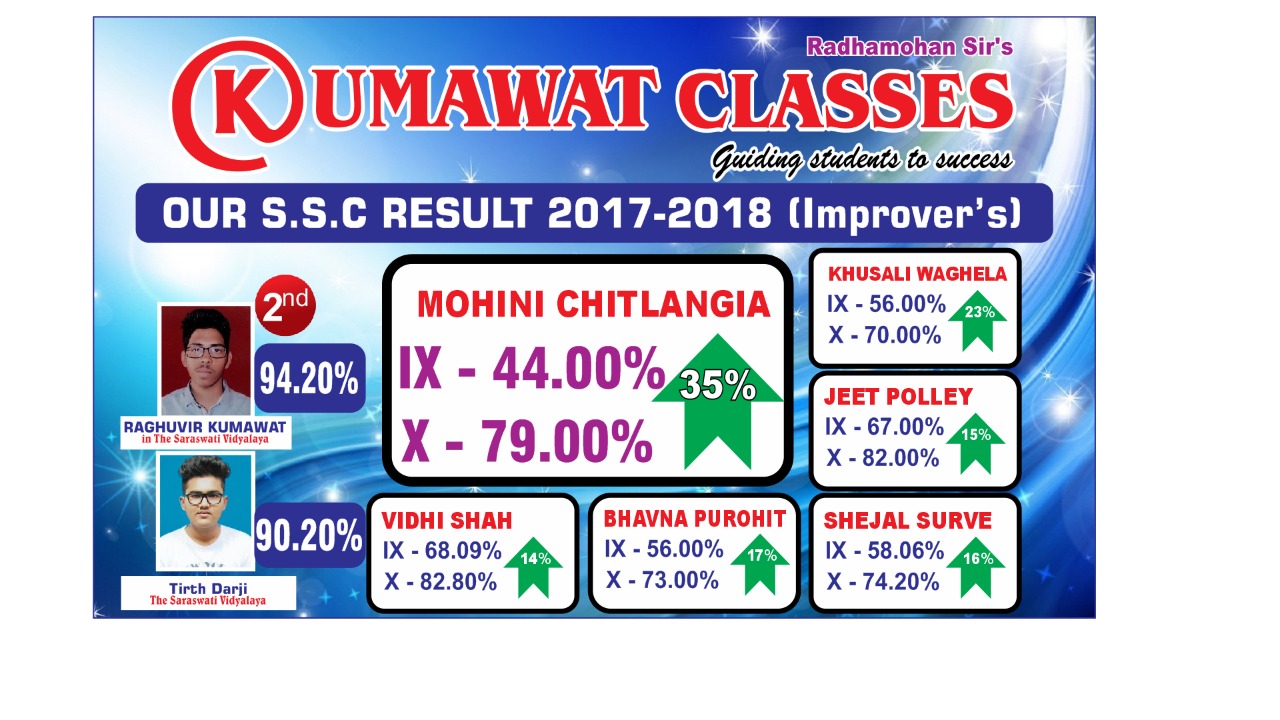 Radhamohan Sir's
KUMAWAT CLASSES
Guiding students to success
OUR S.S.C RESULT 2017-2018 (Improver's)
2nd
94.20%
RAGHUVIR KUMAWAT
in The Saraswati Vidyalaya
90.20%
Tirth Darji
The Saraswati Vidyalaya
MOHINI CHITLANGIA
IX - 44.00%
35%
X - 79.00%
KHUSALI WAGHELA
IX - 56.00%
23%
X - 70.00%
JEET POLLEY
IX - 67.00%
15%
X - 82.00%
VIDHI SHAH
IX - 68.09%
14%
X - 82.80%
BHAVNA PUROHIT
IX - 56.00%
17%
X - 73.00%
SHEJAL SURVE
IX - 58.06%
16%
X - 74.20%